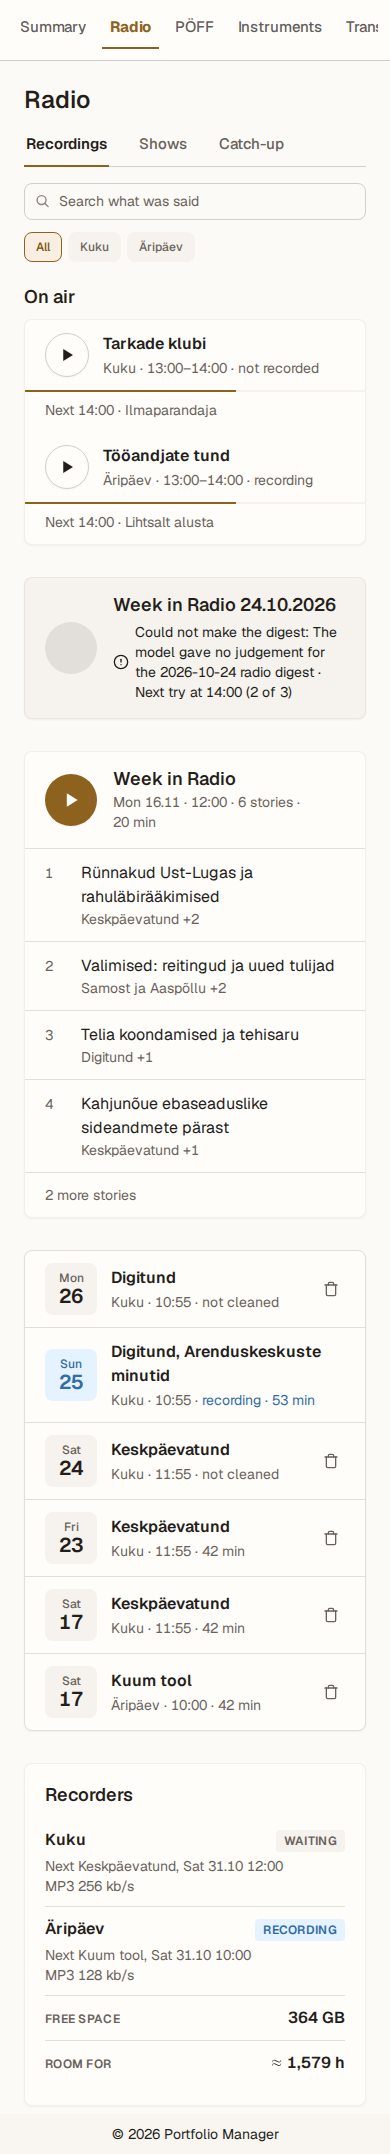 Summary Radio PÖFF Instruments Trans
Radio
Recordings Shows Catch-up
Search what was said
All Kuku Äripäev
On air
Tarkade klubi
Kuku · 13:00–14:00 · not recorded
Next 14:00 · Ilmaparandaja
Tööandjate tund
Äripäev · 13:00–14:00 · recording
Next 14:00 · Lihtsalt alusta
Week in Radio 24.10.2026
Could not make the digest: The
model gave no judgement for
the 2026-10-24 radio digest ·
Next try at 14:00 (2 of 3)
Week in Radio
Mon 16.11 · 12:00 · 6 stories ·
20 min
1 Rünnakud Ust-Lugas ja
rahuläbirääkimised
Keskpäevatund +2
2 Valimised: reitingud ja uued tulijad
Samost ja Aaspõllu +2
3 Telia koondamised ja tehisaru
Digitund +1
4 Kahjunõue ebaseaduslike
sideandmete pärast
Keskpäevatund +1
2 more stories
Mon 26 Digitund
Kuku · 10:55 · not cleaned
Sun 25 Digitund, Arenduskeskuste
minutid
Kuku · 10:55 · recording · 53 min
Sat 24 Keskpäevatund
Kuku · 11:55 · not cleaned
Fri 23 Keskpäevatund
Kuku · 11:55 · 42 min
Sat 17 Keskpäevatund
Kuku · 11:55 · 42 min
Sat 17 Kuum tool
Äripäev · 10:00 · 42 min
Recorders
Kuku WAITING
Next Keskpäevatund, Sat 31.10 12:00
MP3 256 kb/s
Äripäev RECORDING
Next Kuum tool, Sat 31.10 10:00
MP3 128 kb/s
FREE SPACE 364 GB
ROOM FOR ≈ 1,579 h
© 2026 Portfolio Manager